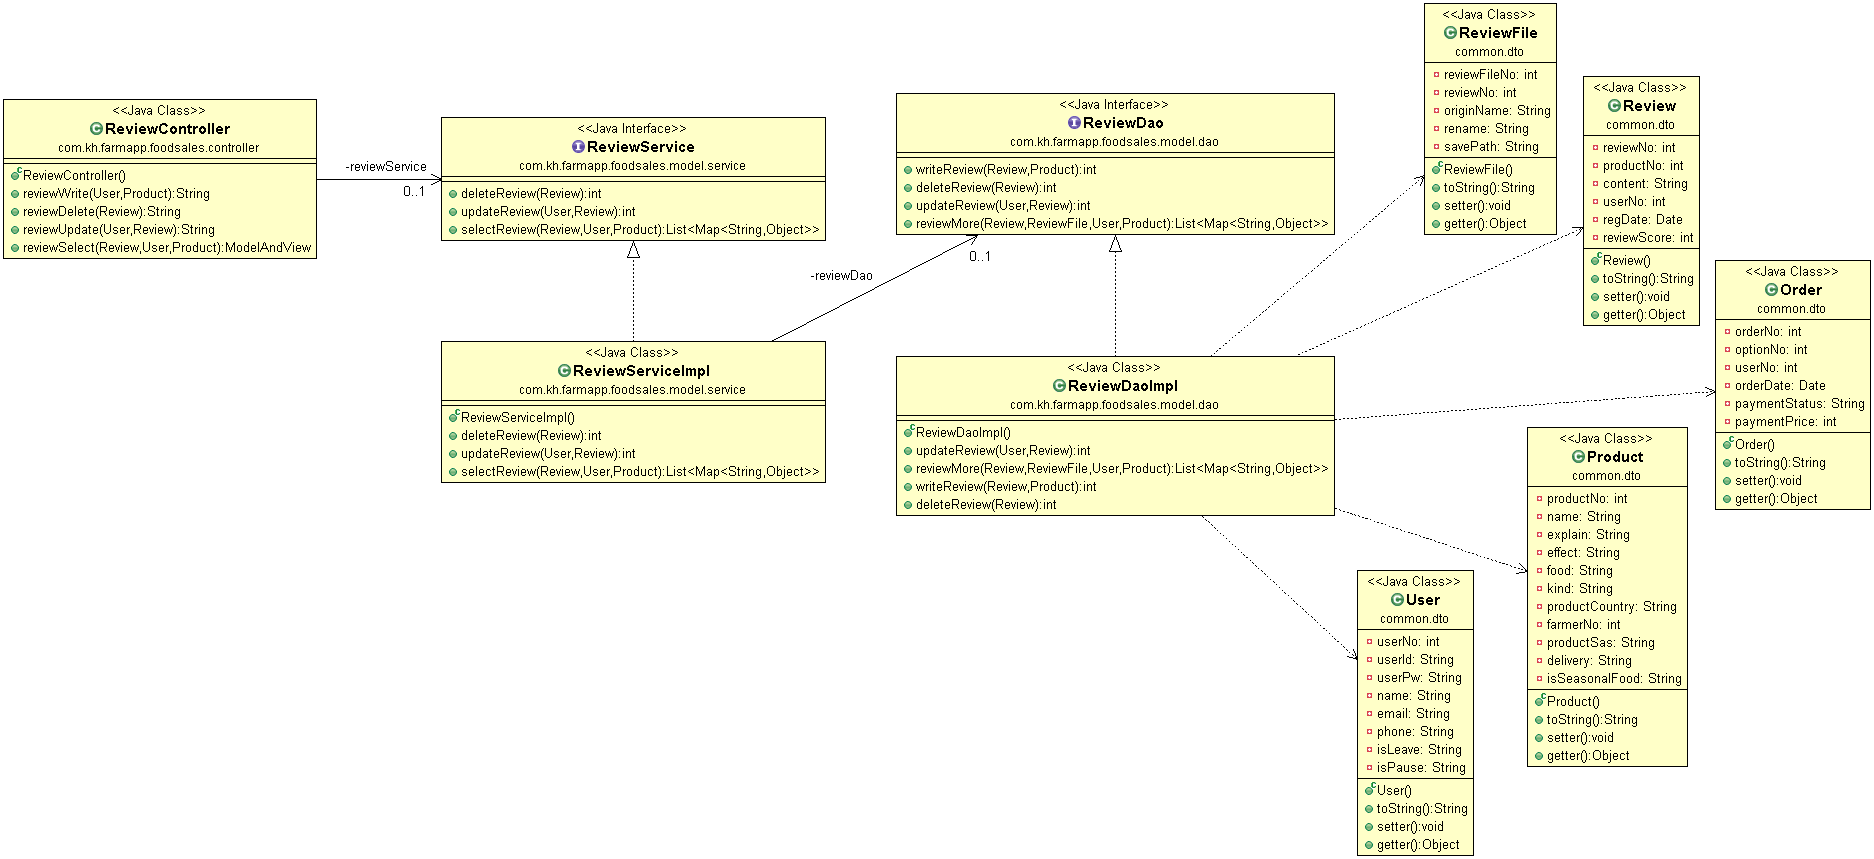 <<Java Class>>
ReviewController
com.kh.farmapp.foodsales.controller
ReviewController()
reviewWrite(User,Product):String
reviewDelete(Review):String
reviewUpdate(User,Review):String
reviewSelect(Review,User,Product):ModelAndView
-reviewService
0..1
<<Java Interface>>
ReviewService
com.kh.farmapp.foodsales.model.service
deleteReview(Review):int
updateReview(User,Review):int
selectReview(Review,User,Product):List<Map<String,Object>>
<<Java Class>>
ReviewServiceImpl
com.kh.farmapp.foodsales.model.service
ReviewServiceImpl()
deleteReview(Review):int
updateReview(User,Review):int
selectReview(Review,User,Product):List<Map<String,Object>>
-reviewDao
0..1
<<Java Interface>>
ReviewDao
com.kh.farmapp.foodsales.model.dao
writeReview(Review,Product):int
deleteReview(Review):int
updateReview(User,Review):int
reviewMore(Review,ReviewFile,User,Product):List<Map<String,Object>>
<<Java Class>>
ReviewDaoImpl
com.kh.farmapp.foodsales.model.dao
ReviewDaoImpl()
updateReview(User,Review):int
reviewMore(Review,ReviewFile,User,Product):List<Map<String,Object>>
writeReview(Review,Product):int
deleteReview(Review):int
<<Java Class>>
ReviewFile
common.dto
reviewFileNo: int
reviewNo: int
originName: String
rename: String
savePath: String
ReviewFile()
toString():String
setter():void
getter():Object
<<Java Class>>
Review
common.dto
reviewNo: int
productNo: int
content: String
userNo: int
regDate: Date
reviewScore: int
Review()
toString():String
setter():void
getter():Object
<<Java Class>>
Order
common.dto
orderNo: int
optionNo: int
userNo: int
orderDate: Date
paymentStatus: String
paymentPrice: int
Order()
toString():String
setter():void
getter():Object
<<Java Class>>
Product
common.dto
productNo: int
name: String
explain: String
effect: String
food: String
kind: String
productCountry: String
farmerNo: int
productSas: String
delivery: String
isSeasonalFood: String
Product()
toString():String
setter():void
getter():Object
<<Java Class>>
User
common.dto
userNo: int
userId: String
userPw: String
name: String
email: String
phone: String
isLeave: String
isPause: String
User()
toString():String
setter():void
getter():Object